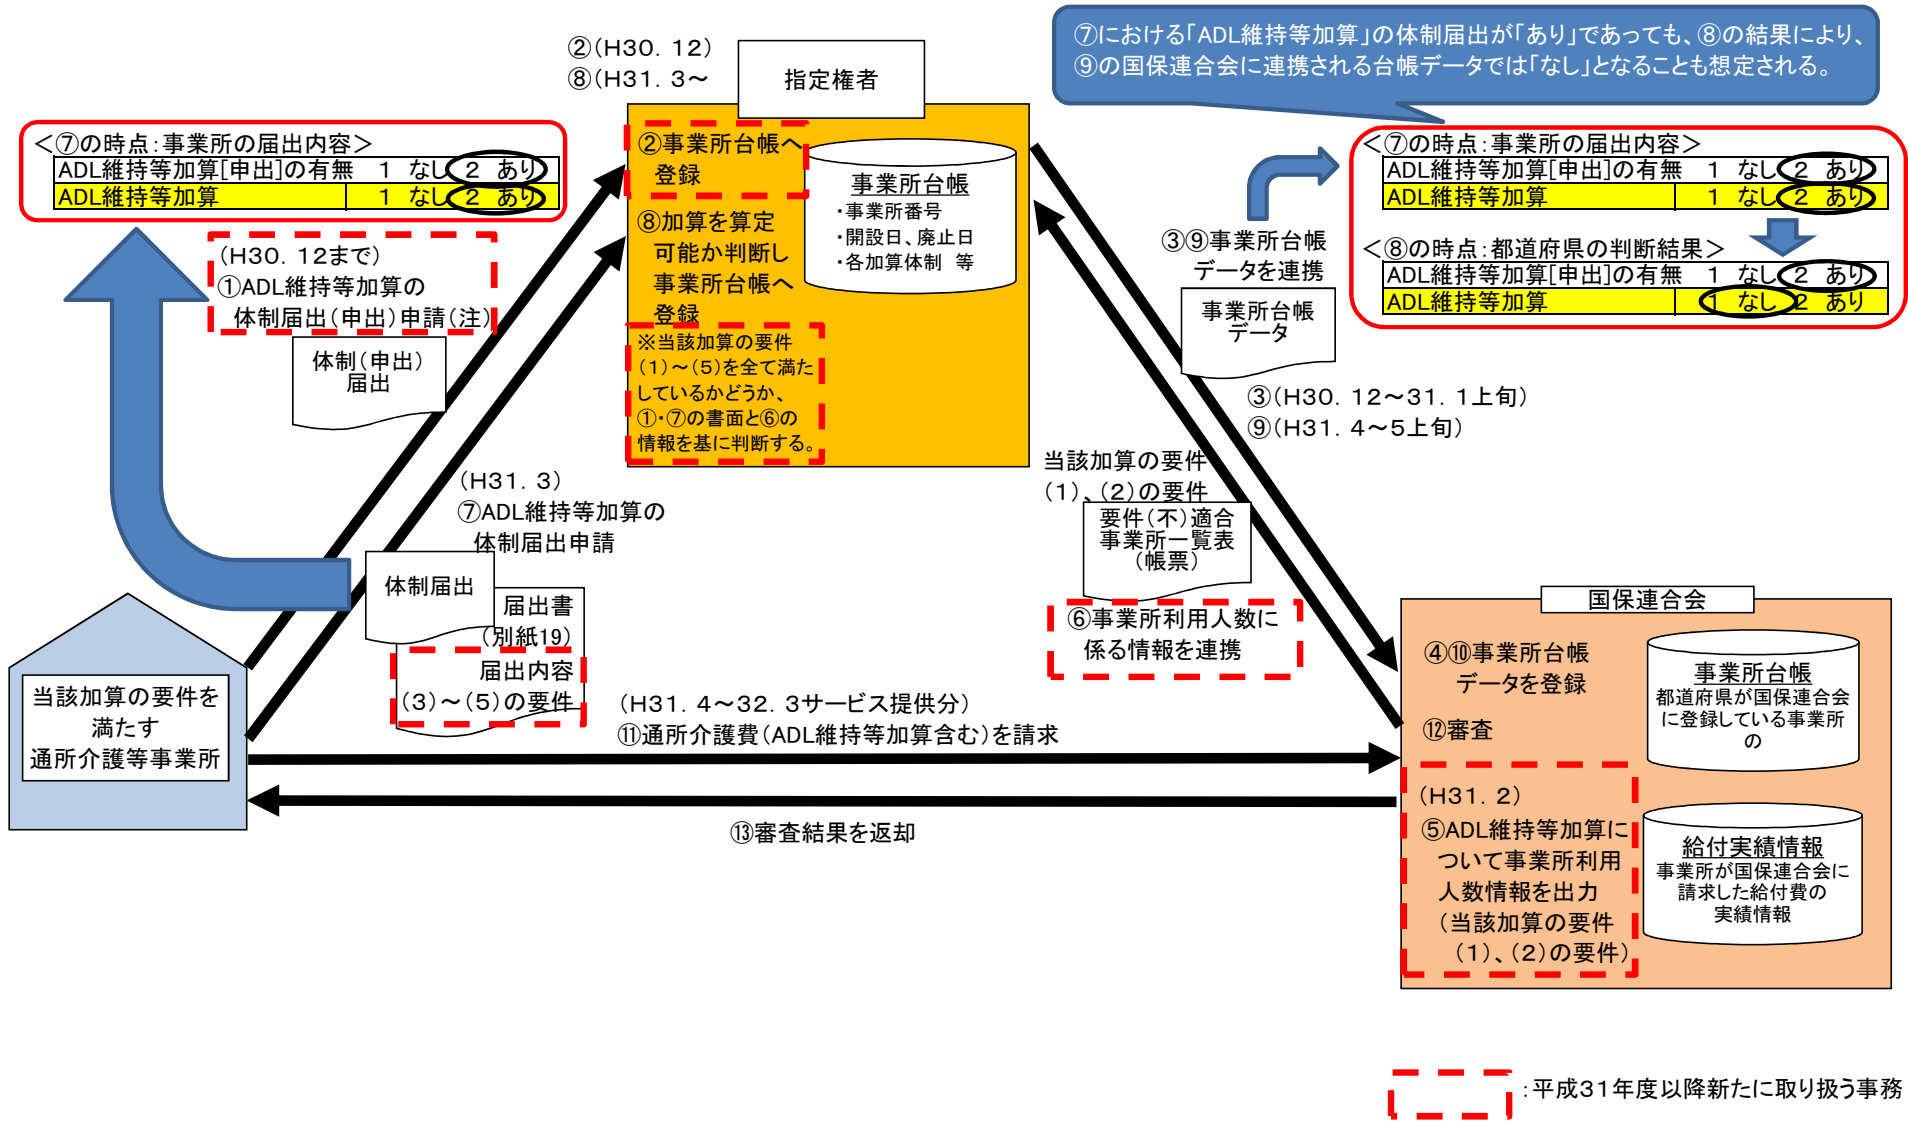 ⑦における「ADL維持等加算」の体制届出が「あり」であっても、⑧の結果により、
⑨の国保連合会に連携される台帳データでは「なし」となることも想定される。
②(H30. 12)
⑧(H31. 3～
指定権者
<⑦の時点:事業所の届出内容>
ADL維持等加算[申出]の有無 1 なし 2 あり
ADL維持等加算 1 なし 2 あり
②事業所台帳へ
登録
⑧加算を算定
可能か判断し
事業所台帳へ
登録
※当該加算の要件
(1)～(5)を全て満た
しているかどうか、
①・⑦の書面と⑥の
情報を基に判断する。
事業所台帳
・事業所番号
・開設日、廃止日
・各加算体制 等
<⑦の時点:事業所の届出内容>
ADL維持等加算[申出]の有無 1 なし 2 あり
ADL維持等加算 1 なし 2 あり
<⑧の時点:都道府県の判断結果>
ADL維持等加算[申出]の有無 1 なし 2 あり
ADL維持等加算 1 なし 2 あり
(H30. 12まで)
①ADL維持等加算の
体制届出(申出)申請(注)
体制(申出)
届出
③⑨事業所台帳
データを連携
事業所台帳
データ
③(H30. 12～31. 1上旬)
⑨(H31. 4～5上旬)
(H31. 3)
⑦ADL維持等加算の
体制届出申請
体制届出
届出書
(別紙19)
届出内容
(3)～(5)の要件
当該加算の要件
(1)、(2)の要件
要件(不)適合
事業所一覧表
(帳票)
⑥事業所利用人数に
係る情報を連携
当該加算の要件を
満たす
通所介護等事業所
(H31. 4～32. 3サービス提供分)
⑪通所介護費(ADL維持等加算含む)を請求
⑬審査結果を返却
国保連合会
④⑩事業所台帳
データを登録
⑫審査
(H31. 2)
⑤ADL維持等加算に
ついて事業所利用
人数情報を出力
(当該加算の要件
(1)、(2)の要件)
事業所台帳
都道府県が国保連合会
に登録している事業所
の
給付実績情報
事業所が国保連合会に
請求した給付費の
実績情報
:平成31年度以降新たに取り扱う事務